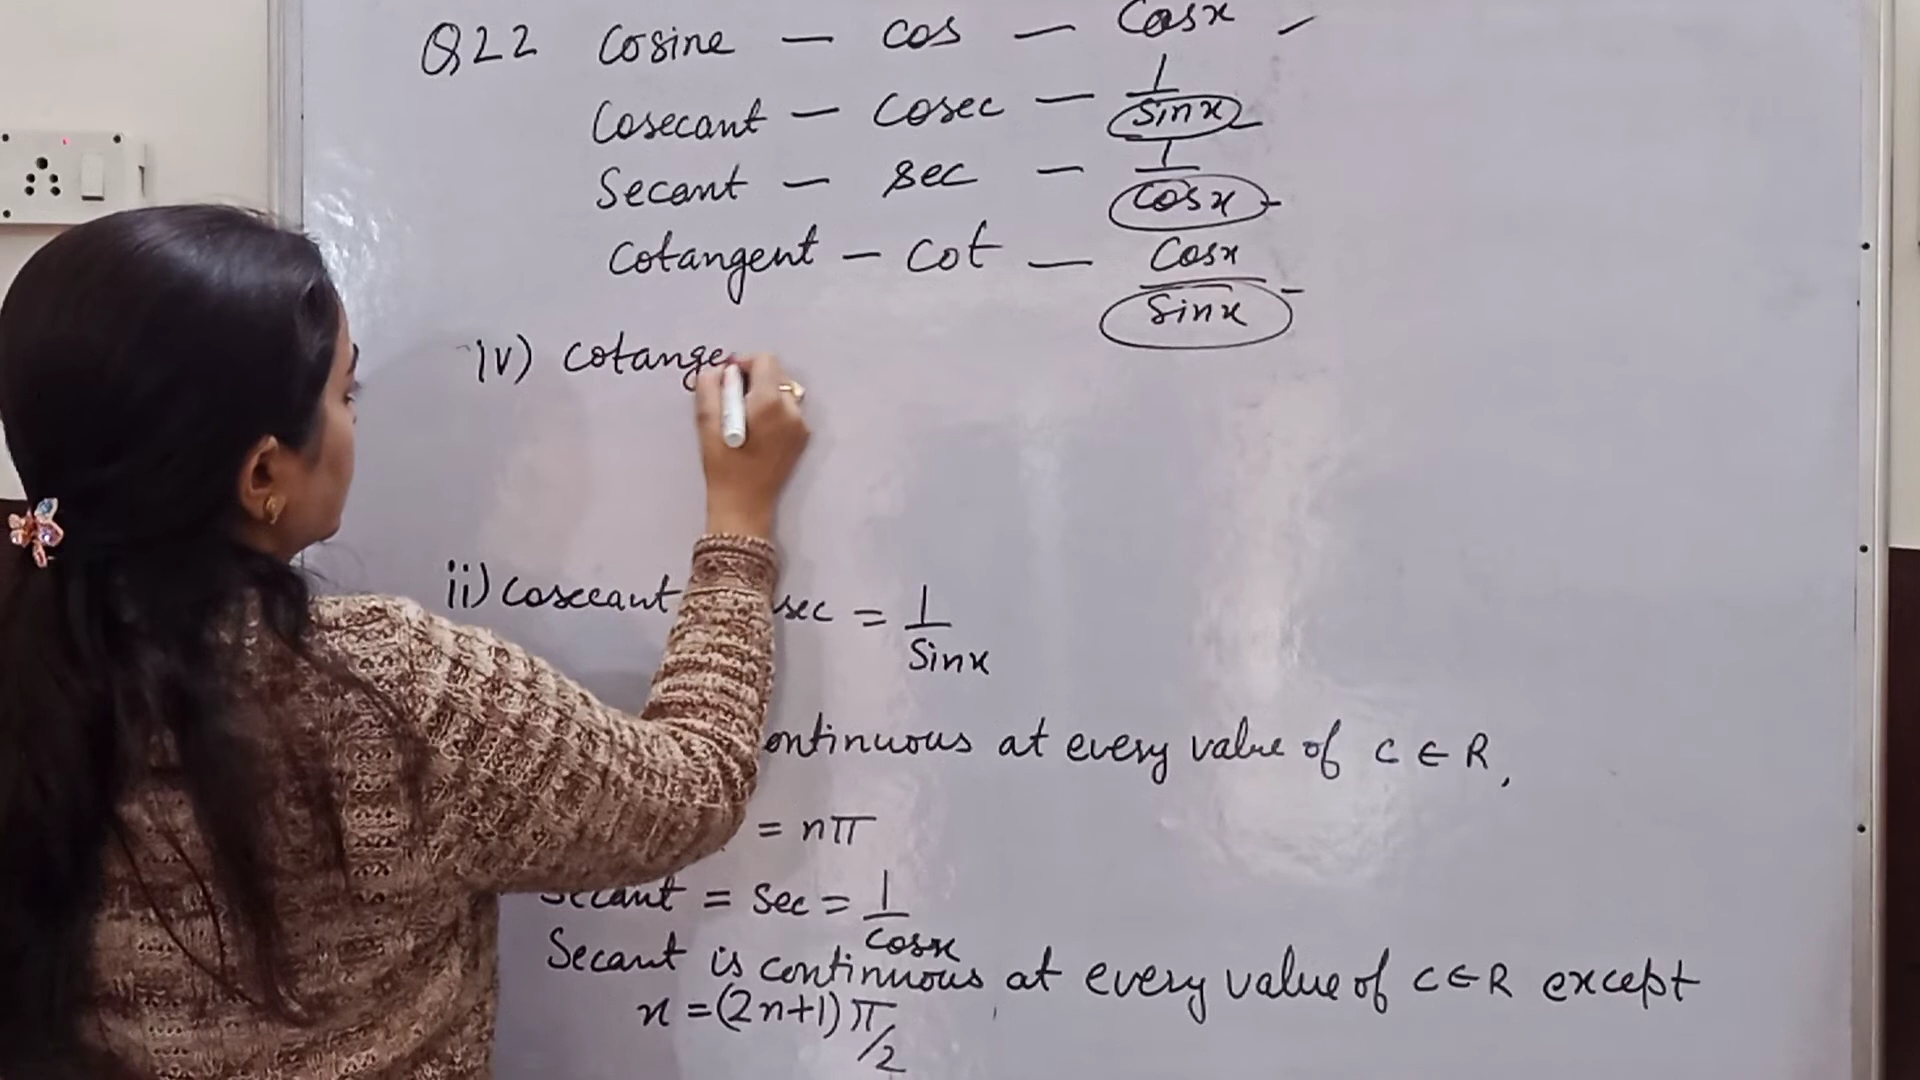 Q22 Cosine — cos — Cosx
Cosecant — cosec — 1/sinx
Secant — sec — 1/cosx
Cotangent — cot — Cosx/Sinx
iv) cotange
ii) cosecant sec = 1/Sinx
ontinuous at every value of c ∈ R,
= nπ
Secant = sec = 1/cosx
Secant is continuous at every value of c ∈ R except
x = (2n+1) π/2